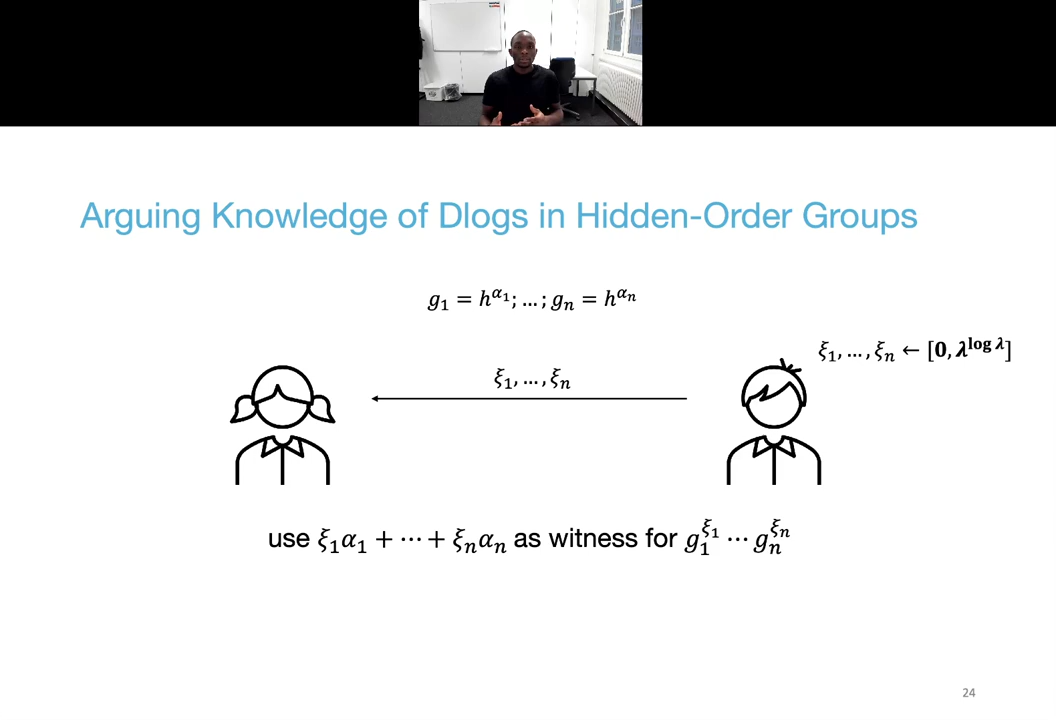 Arguing Knowledge of Dlogs in Hidden-Order Groups
g₁ = h^α₁; … ; gₙ = h^αₙ
ξ₁, … , ξₙ ← [0, λ^log λ]
ξ₁, … , ξₙ
use ξ₁α₁ + ⋯ + ξₙαₙ as witness for g₁^ξ₁ ⋯ gₙ^ξₙ
24